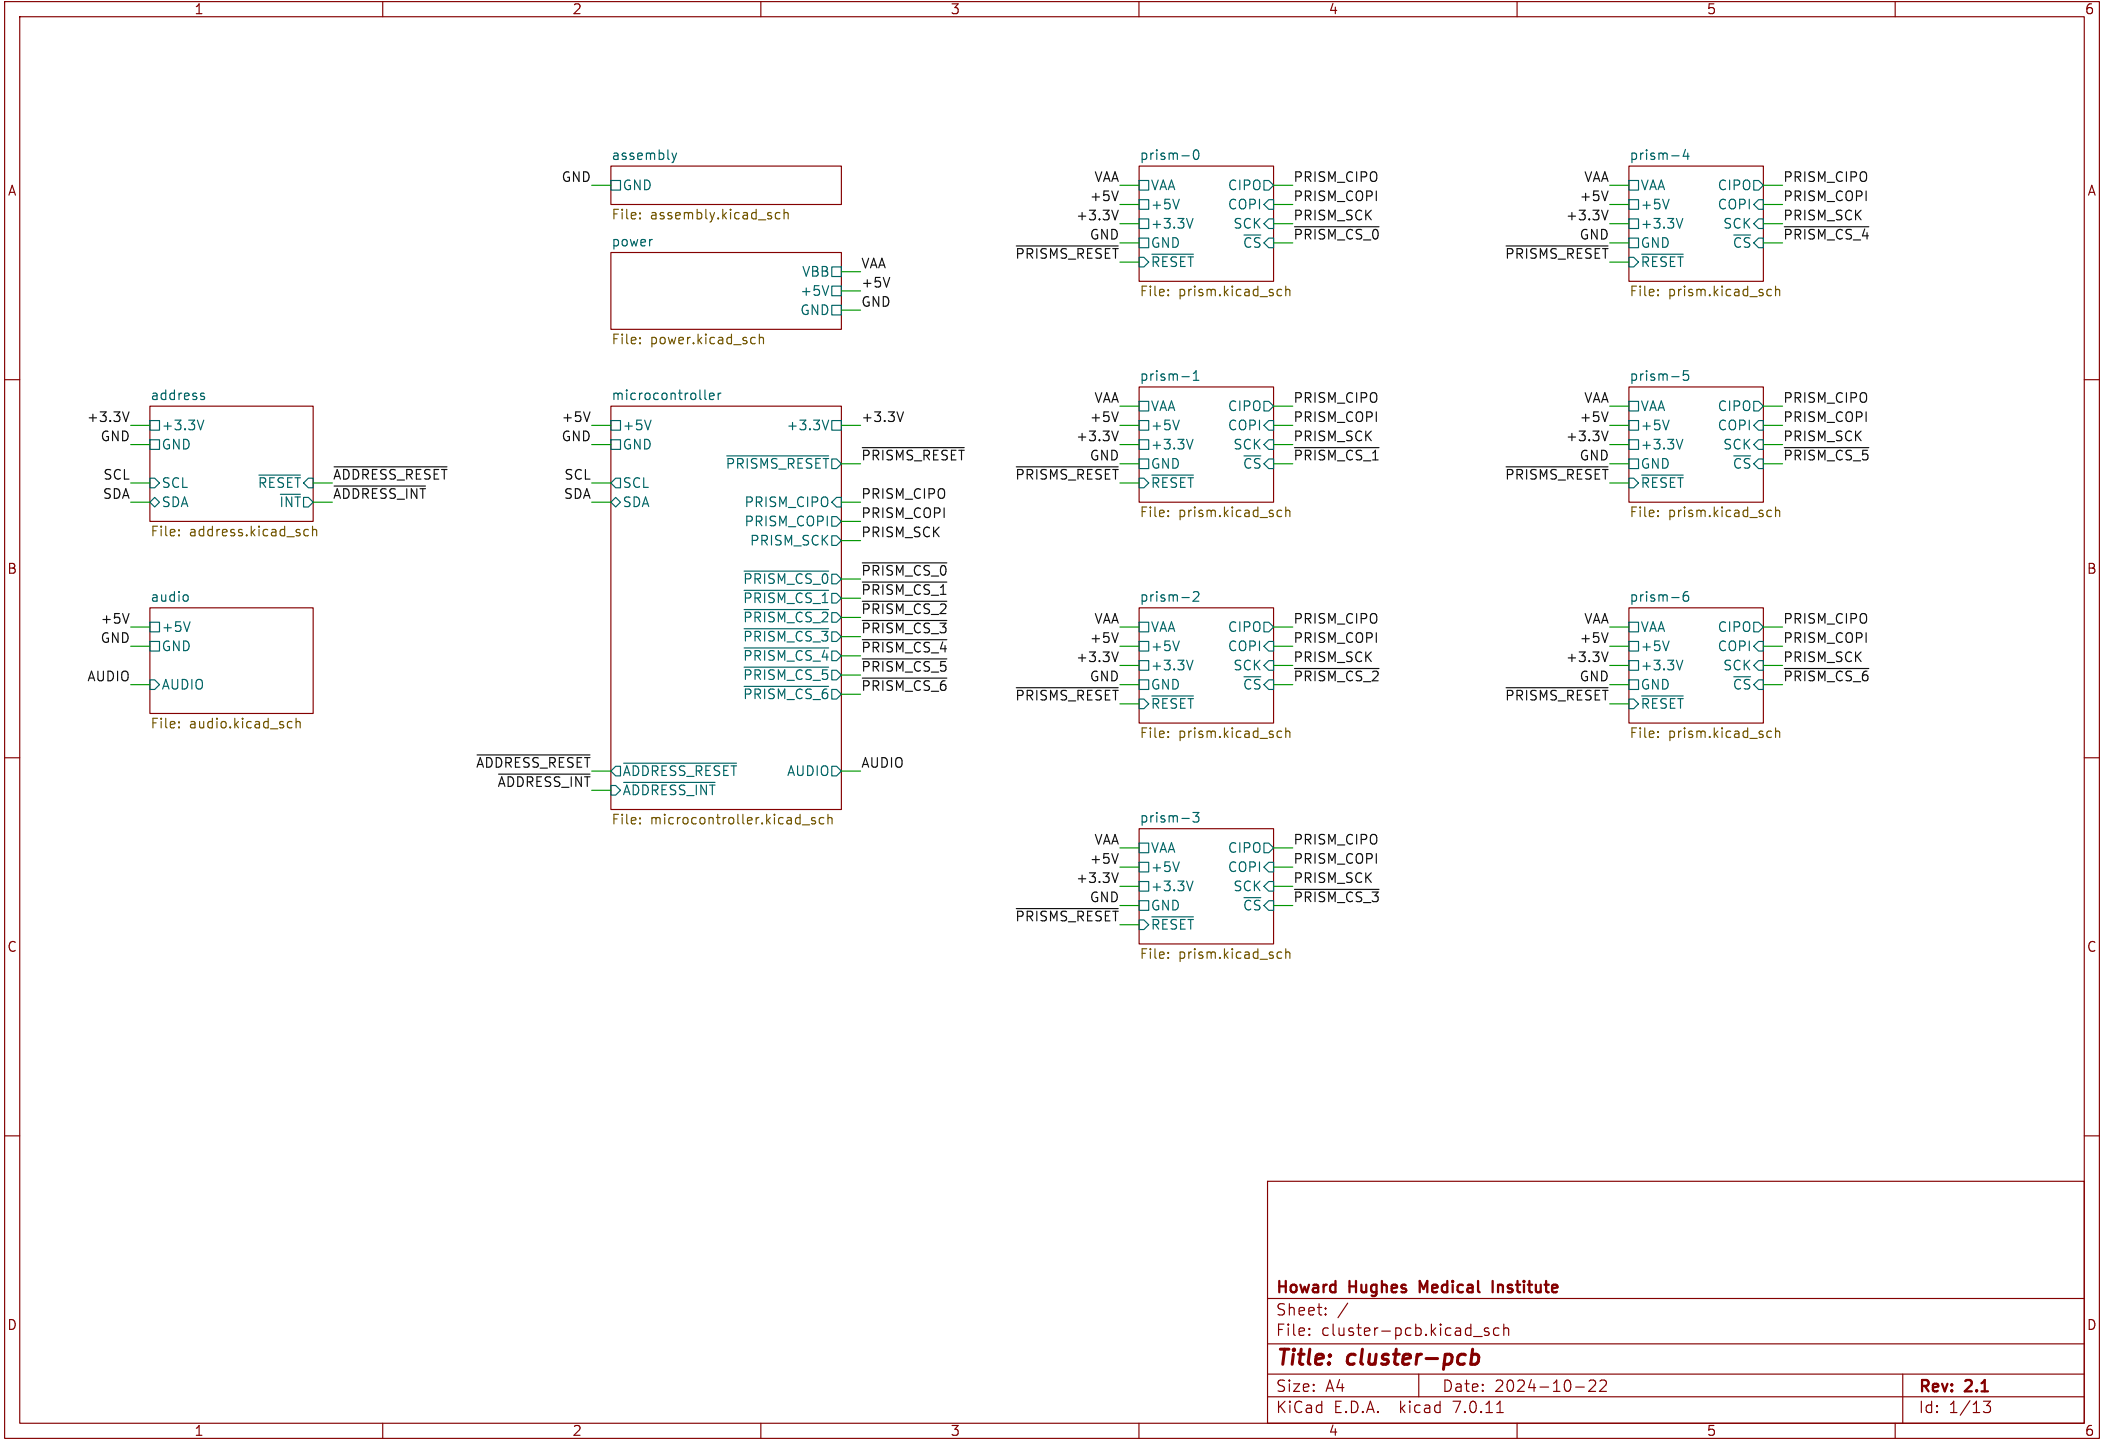 1 2 3 4 5 6
A
B
C
D
A
B
C
D
assembly
GND
GND
File: assembly.kicad_sch
power
VBB VAA
+5V +5V
GND GND
File: power.kicad_sch
address
+3.3V +3.3V
GND GND
SCL SCL RESET ADDRESS_RESET
SDA SDA INT ADDRESS_INT
File: address.kicad_sch
audio
+5V +5V
GND GND
AUDIO AUDIO
File: audio.kicad_sch
microcontroller
+5V +5V +3.3V +3.3V
GND GND
PRISMS_RESET PRISMS_RESET
SCL SCL
SDA SDA PRISM_CIPO PRISM_CIPO
PRISM_COPI PRISM_COPI
PRISM_SCK PRISM_SCK
PRISM_CS_0 PRISM_CS_0
PRISM_CS_1 PRISM_CS_1
PRISM_CS_2 PRISM_CS_2
PRISM_CS_3 PRISM_CS_3
PRISM_CS_4 PRISM_CS_4
PRISM_CS_5 PRISM_CS_5
PRISM_CS_6 PRISM_CS_6
ADDRESS_RESET ADDRESS_RESET AUDIO AUDIO
ADDRESS_INT ADDRESS_INT
File: microcontroller.kicad_sch
prism-0
VAA VAA CIPO PRISM_CIPO
+5V +5V COPI PRISM_COPI
+3.3V +3.3V SCK PRISM_SCK
GND GND CS PRISM_CS_0
PRISMS_RESET RESET
File: prism.kicad_sch
prism-1
VAA VAA CIPO PRISM_CIPO
+5V +5V COPI PRISM_COPI
+3.3V +3.3V SCK PRISM_SCK
GND GND CS PRISM_CS_1
PRISMS_RESET RESET
File: prism.kicad_sch
prism-2
VAA VAA CIPO PRISM_CIPO
+5V +5V COPI PRISM_COPI
+3.3V +3.3V SCK PRISM_SCK
GND GND CS PRISM_CS_2
PRISMS_RESET RESET
File: prism.kicad_sch
prism-3
VAA VAA CIPO PRISM_CIPO
+5V +5V COPI PRISM_COPI
+3.3V +3.3V SCK PRISM_SCK
GND GND CS PRISM_CS_3
PRISMS_RESET RESET
File: prism.kicad_sch
prism-4
VAA VAA CIPO PRISM_CIPO
+5V +5V COPI PRISM_COPI
+3.3V +3.3V SCK PRISM_SCK
GND GND CS PRISM_CS_4
PRISMS_RESET RESET
File: prism.kicad_sch
prism-5
VAA VAA CIPO PRISM_CIPO
+5V +5V COPI PRISM_COPI
+3.3V +3.3V SCK PRISM_SCK
GND GND CS PRISM_CS_5
PRISMS_RESET RESET
File: prism.kicad_sch
prism-6
VAA VAA CIPO PRISM_CIPO
+5V +5V COPI PRISM_COPI
+3.3V +3.3V SCK PRISM_SCK
GND GND CS PRISM_CS_6
PRISMS_RESET RESET
File: prism.kicad_sch
Howard Hughes Medical Institute
Sheet: /
File: cluster-pcb.kicad_sch
Title: cluster-pcb
Size: A4 Date: 2024-10-22 Rev: 2.1
KiCad E.D.A. kicad 7.0.11 Id: 1/13
1 2 3 4 5 6